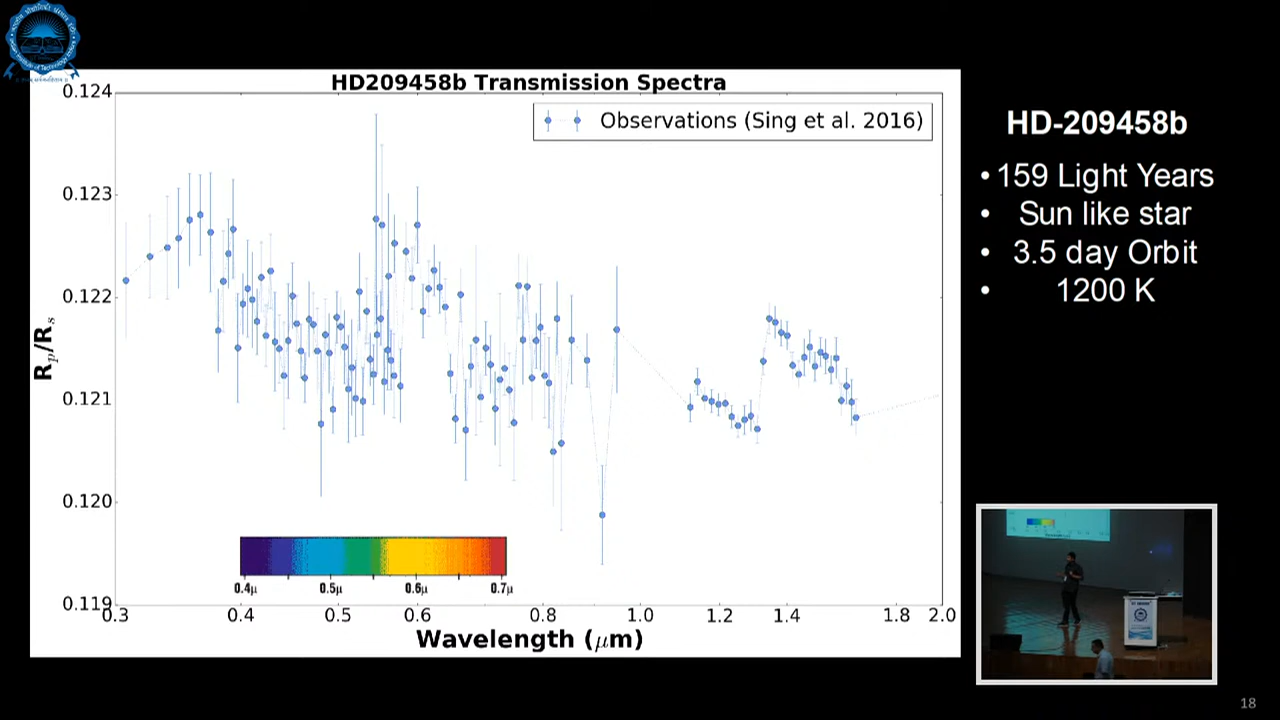 HD209458b Transmission Spectra
Observations (Sing et al. 2016)
0.124
0.123
0.122
0.121
0.120
0.119
R_p/R_s
0.4μ 0.5μ 0.6μ 0.7μ
0.3 0.4 0.5 0.6 0.8 1.0 1.2 1.4 1.8 2.0
Wavelength (μm)
HD-209458b
• 159 Light Years
• Sun like star
• 3.5 day Orbit
• 1200 K
18